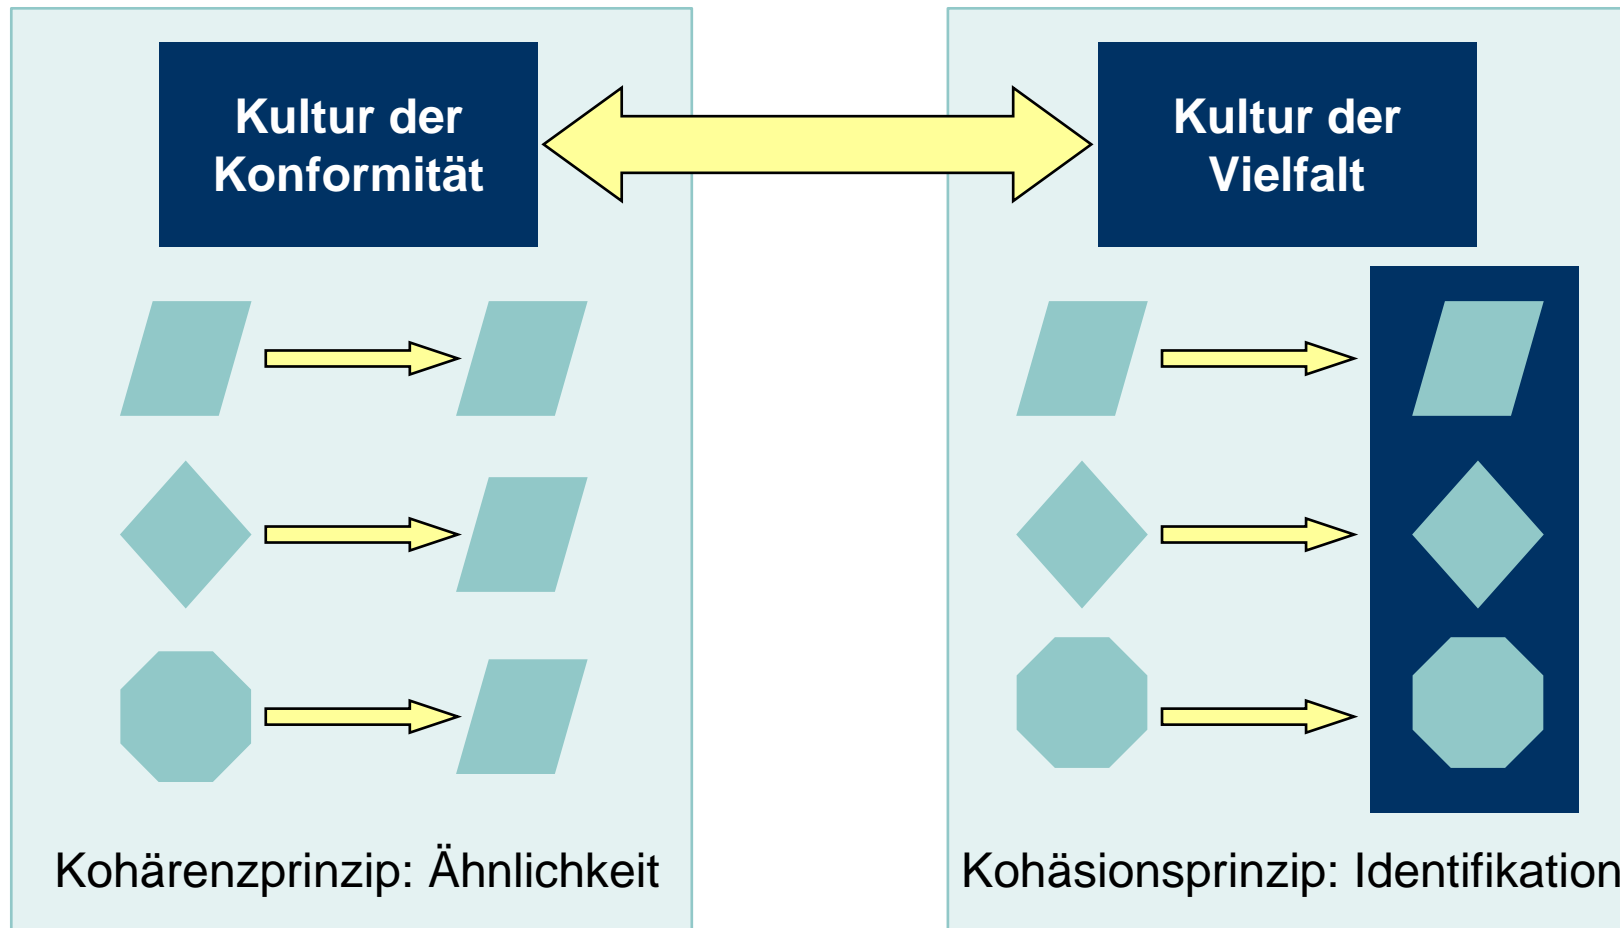 Kultur der
Konformität
Kultur der
Vielfalt
Kohärenzprinzip: Ähnlichkeit
Kohäsionsprinzip: Identifikation